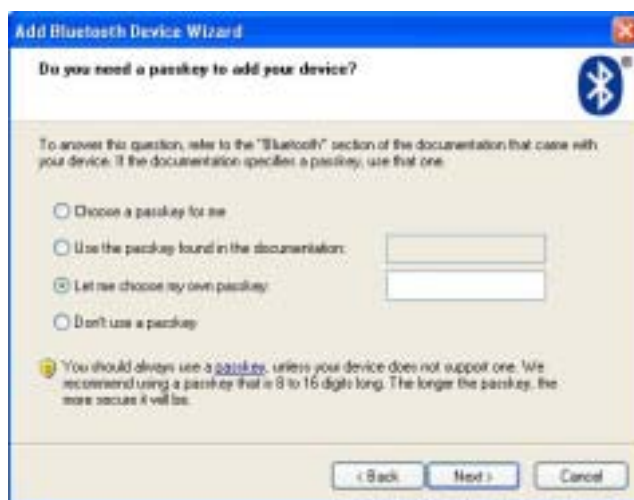 Add Bluetooth Device Wizard
Do you need a passkey to add your device?
To answer this question, refer to the "Bluetooth" section of the documentation that came with
your device. If the documentation specifies a passkey, use that one.
Choose a passkey for me
Use the passkey found in the documentation:
Let me choose my own passkey:
Don't use a passkey
You should always use a passkey, unless your device does not support one. We
recommend using a passkey that is 8 to 16 digits long. The longer the passkey, the
more secure it will be.
< Back
Next >
Cancel